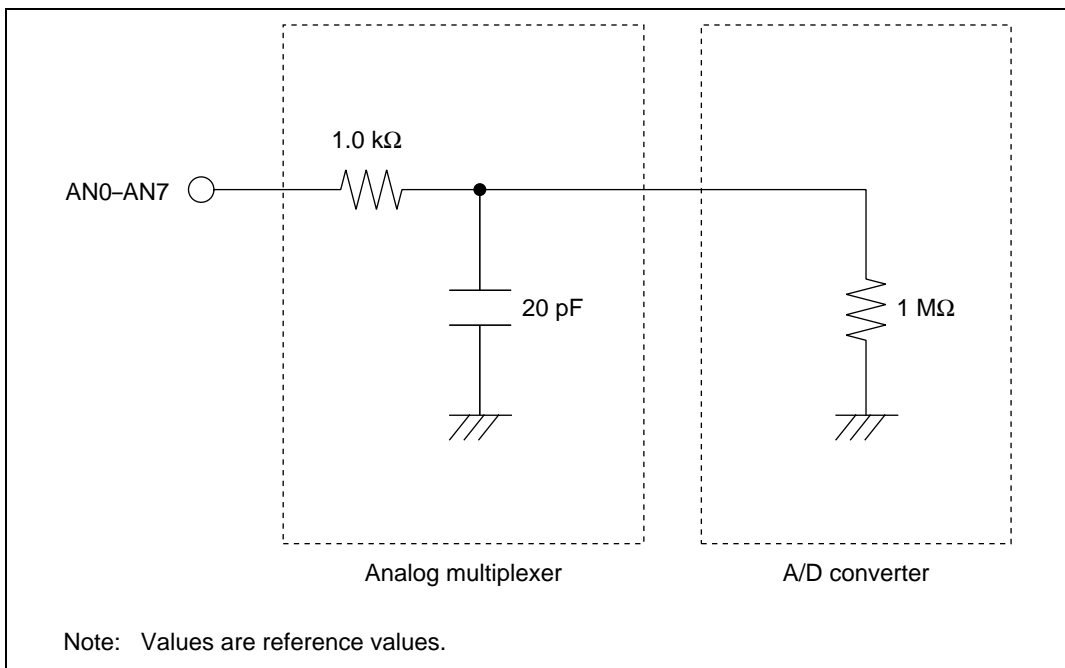 1.0 kΩ
AN0–AN7
20 pF
1 MΩ
Analog multiplexer
A/D converter
Note: Values are reference values.